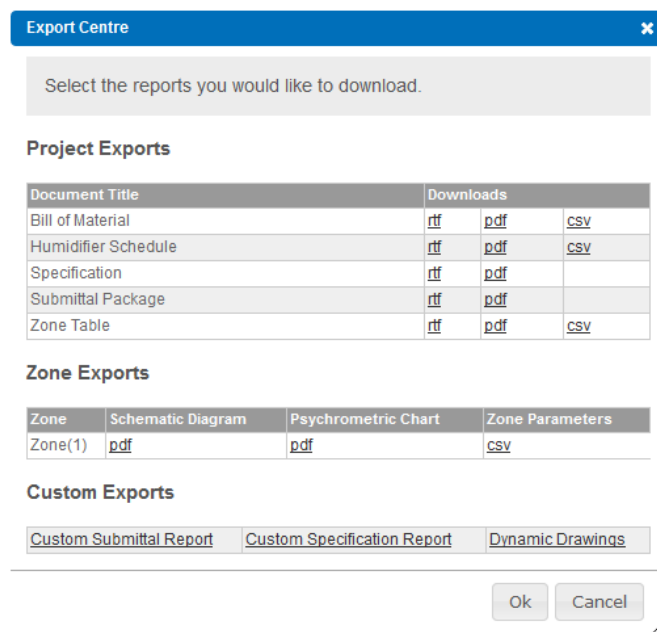 Export Centre
Select the reports you would like to download.
Project Exports
Document Title Downloads
Bill of Material rtf pdf csv
Humidifier Schedule rtf pdf csv
Specification rtf pdf
Submittal Package rtf pdf
Zone Table rtf pdf csv
Zone Exports
Zone Schematic Diagram Psychrometric Chart Zone Parameters
Zone(1) pdf pdf csv
Custom Exports
Custom Submittal Report Custom Specification Report Dynamic Drawings
Ok Cancel